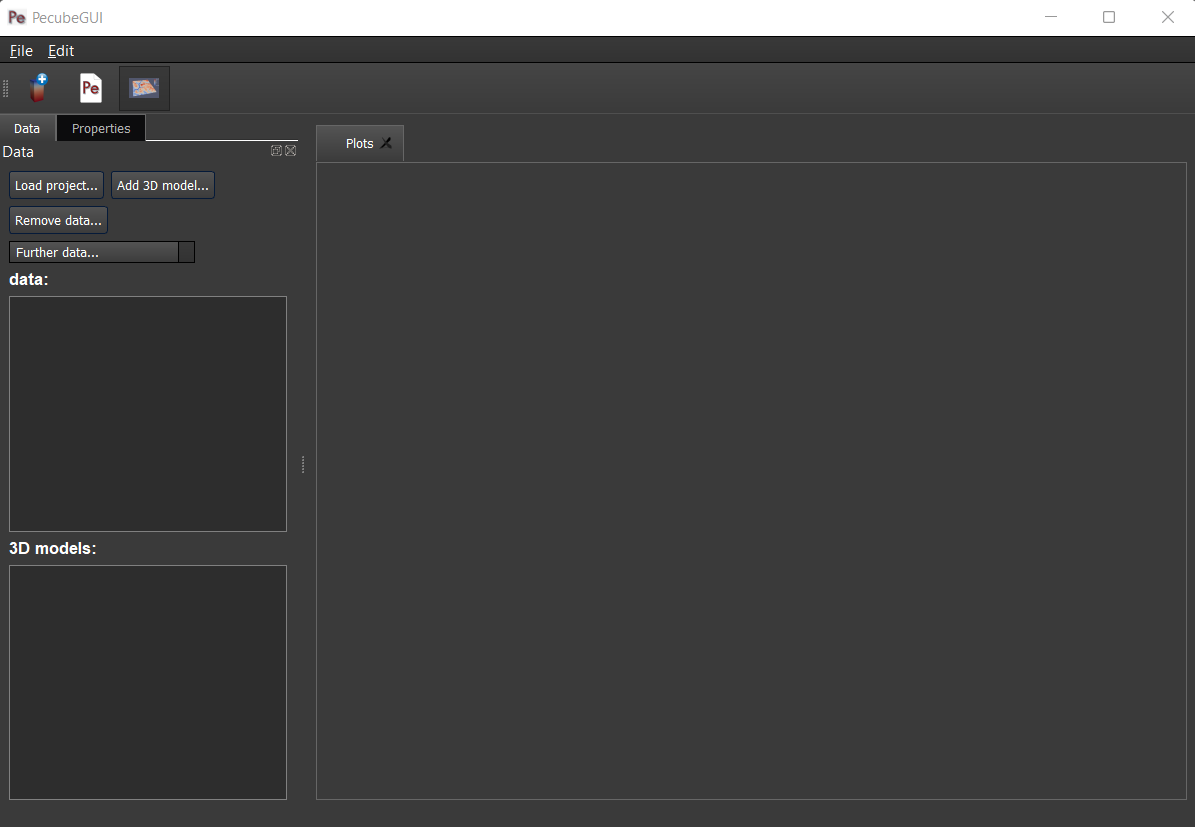 Pe PecubeGUI
File Edit
Pe
Data Properties
Data
Plots
Load project... Add 3D model...
Remove data...
Further data...
data:
3D models: